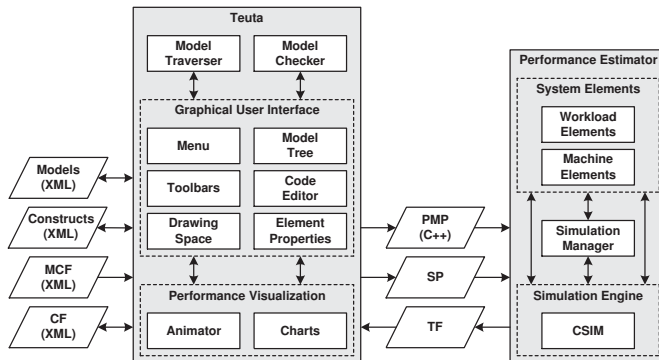 Teuta
Model
Traverser
Model
Checker
Graphical User Interface
Menu
Model
Tree
Toolbars
Code
Editor
Drawing
Space
Element
Properties
Performance Visualization
Animator
Charts
Models
(XML)
Constructs
(XML)
MCF
(XML)
CF
(XML)
PMP
(C++)
SP
TF
Performance Estimator
System Elements
Workload
Elements
Machine
Elements
Simulation
Manager
Simulation Engine
CSIM